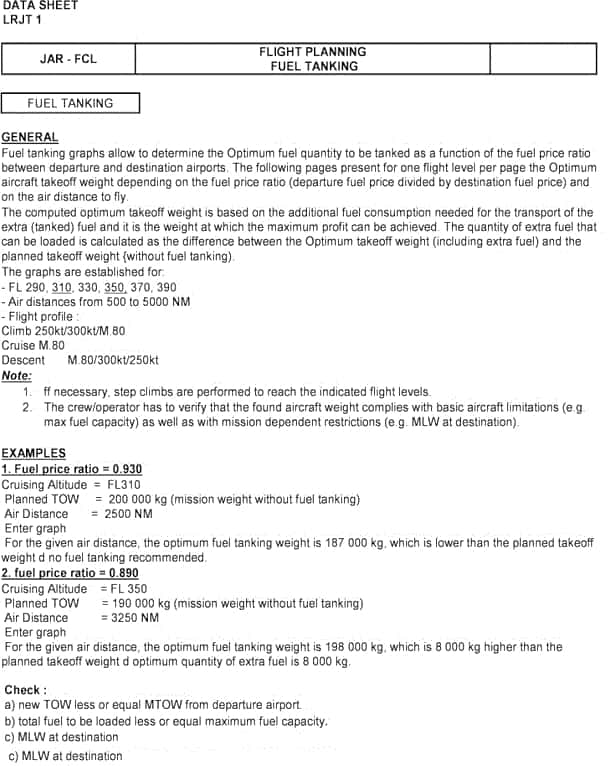 DATA SHEET
LRJT 1
JAR - FCL
FLIGHT PLANNING
FUEL TANKING
FUEL TANKING
GENERAL
Fuel tanking graphs allow to determine the Optimum fuel quantity to be tanked as a function of the fuel price ratio
between departure and destination airports. The following pages present for one flight level per page the Optimum
aircraft takeoff weight depending on the fuel price ratio (departure fuel price divided by destination fuel price) and
on the air distance to fly.
The computed optimum takeoff weight is based on the additional fuel consumption needed for the transport of the
extra (tanked) fuel and it is the weight at which the maximum profit can be achieved. The quantity of extra fuel that
can be loaded is calculated as the difference between the Optimum takeoff weight (including extra fuel) and the
planned takeoff weight {without fuel tanking).
The graphs are established for:
- FL 290, 310, 330, 350, 370, 390
- Air distances from 500 to 5000 NM
- Flight profile :
Climb 250kt/300kt/M.80
Cruise M.80
Descent M.80/300kt/250kt
Note:
1. ff necessary, step climbs are performed to reach the indicated flight levels.
2. The crew/operator has to verify that the found aircraft weight complies with basic aircraft limitations (e.g.
max fuel capacity) as well as with mission dependent restrictions (e.g. MLW at destination).
EXAMPLES
1. Fuel price ratio = 0.930
Cruising Altitude = FL310
Planned TOW = 200 000 kg (mission weight without fuel tanking)
Air Distance = 2500 NM
Enter graph
For the given air distance, the optimum fuel tanking weight is 187 000 kg, which is lower than the planned takeoff
weight d no fuel tanking recommended.
2. fuel price ratio = 0.890
Cruising Altitude = FL 350
Planned TOW = 190 000 kg (mission weight without fuel tanking)
Air Distance = 3250 NM
Enter graph
For the given air distance, the optimum fuel tanking weight is 198 000 kg, which is 8 000 kg higher than the
planned takeoff weight d optimum quantity of extra fuel is 8 000 kg.
Check :
a) new TOW less or equal MTOW from departure airport.
b) total fuel to be loaded less or equal maximum fuel capacity.
c) MLW at destination
c) MLW at destination